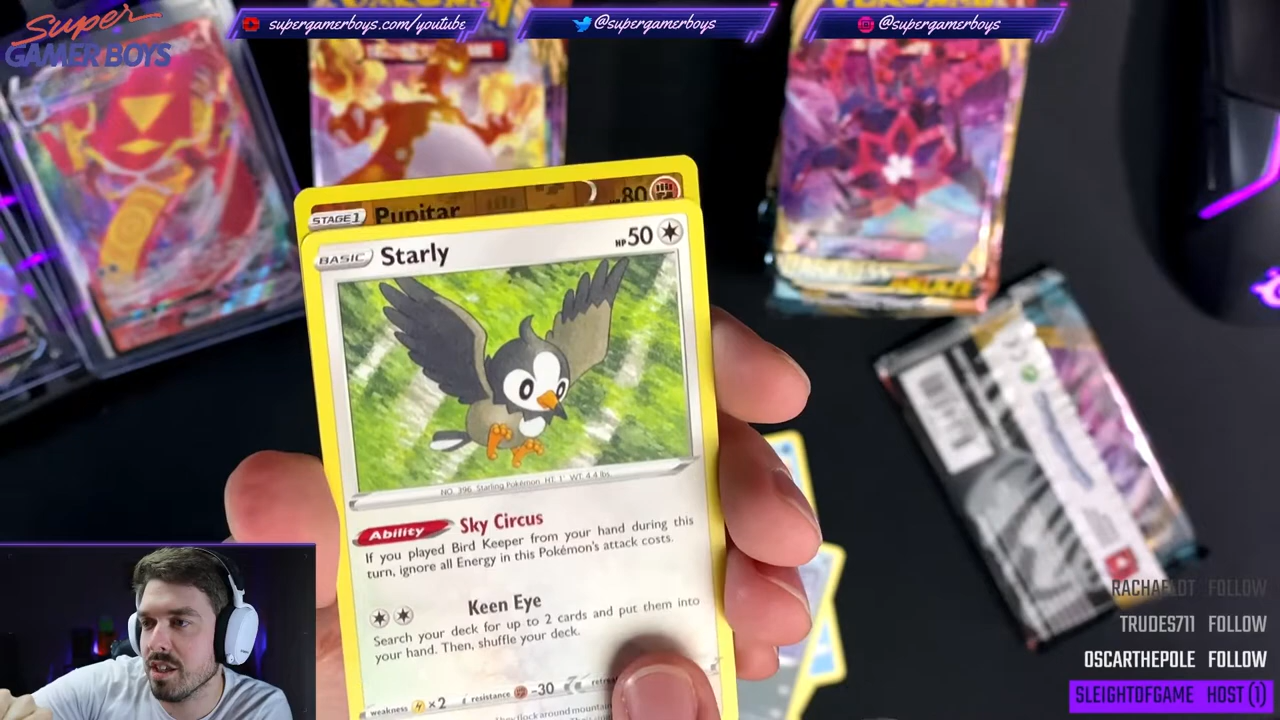 Super
GAMER BOYS
supergamerboys.com/youtube
@supergamerboys
@supergamerboys
STAGE 1 Pupitar 80
BASIC Starly HP 50
NO. 396 Starling Pokémon HT. 1' WT. 4.4 lbs.
Ability Sky Circus
If you played Bird Keeper from your hand during this
turn, ignore all Energy in this Pokémon's attack costs.
Keen Eye
Search your deck for up to 2 cards and put them into
your hand. Then, shuffle your deck.
weakness ×2 resistance -30
flock around
RACHAELDT FOLLOW
TRUDES711 FOLLOW
OSCARTHEPOLE FOLLOW
SLEIGHTOFGAME HOST (1)